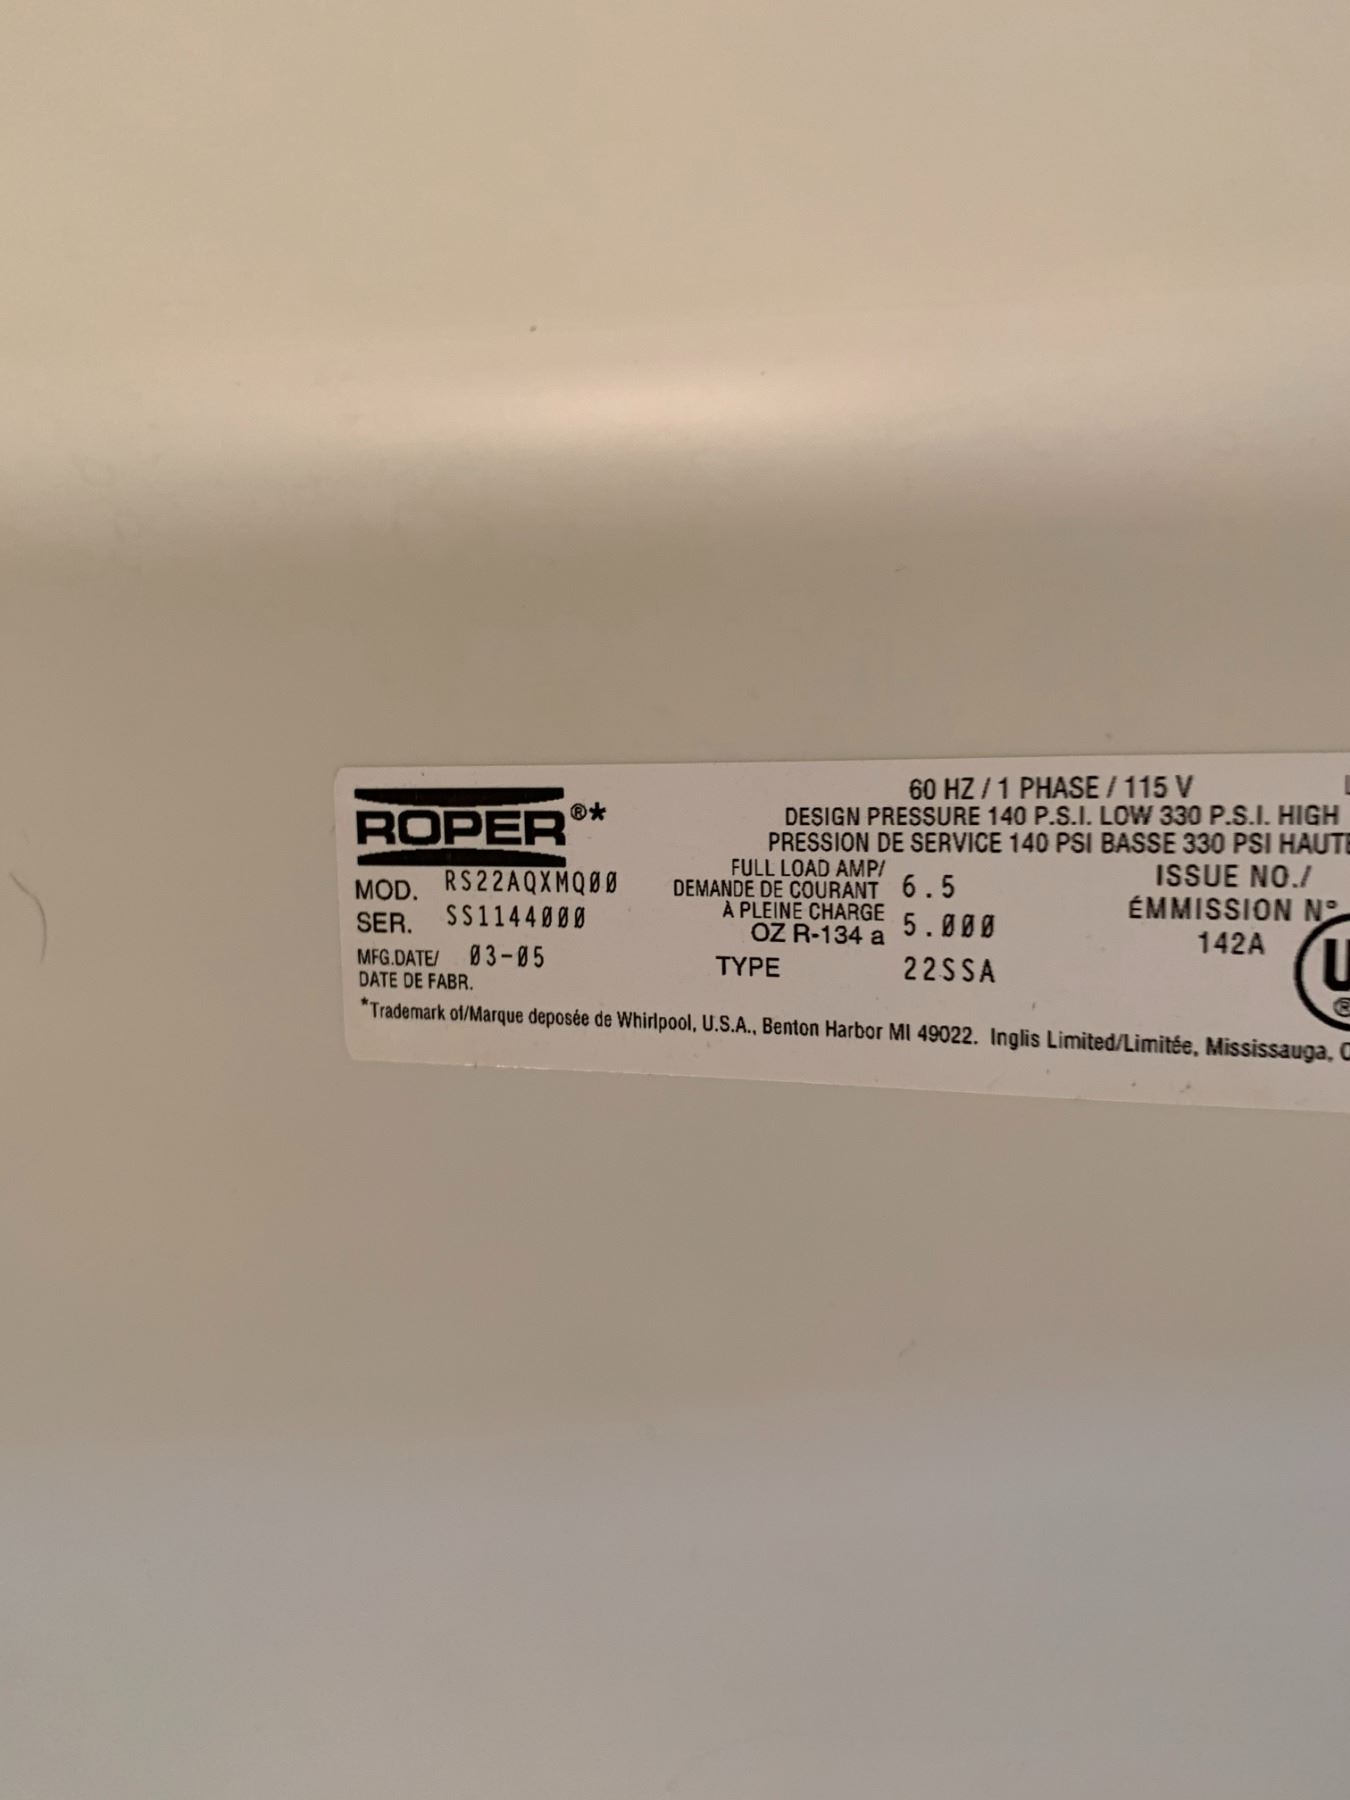 ROPER®*
MOD. RS22AQXMQ00
SER. SS1144000
MFG.DATE/ 03-05
DATE DE FABR.
60 HZ / 1 PHASE / 115 V
DESIGN PRESSURE 140 P.S.I. LOW 330 P.S.I. HIGH
PRESSION DE SERVICE 140 PSI BASSE 330 PSI HAUTE
FULL LOAD AMP/
DEMANDE DE COURANT 6.5
À PLEINE CHARGE
OZ R-134 a 5.000
TYPE 22SSA
ISSUE NO./
ÉMMISSION N°
142A
U
®
*Trademark of/Marque deposée de Whirlpool, U.S.A., Benton Harbor MI 49022. Inglis Limited/Limitée, Mississauga,